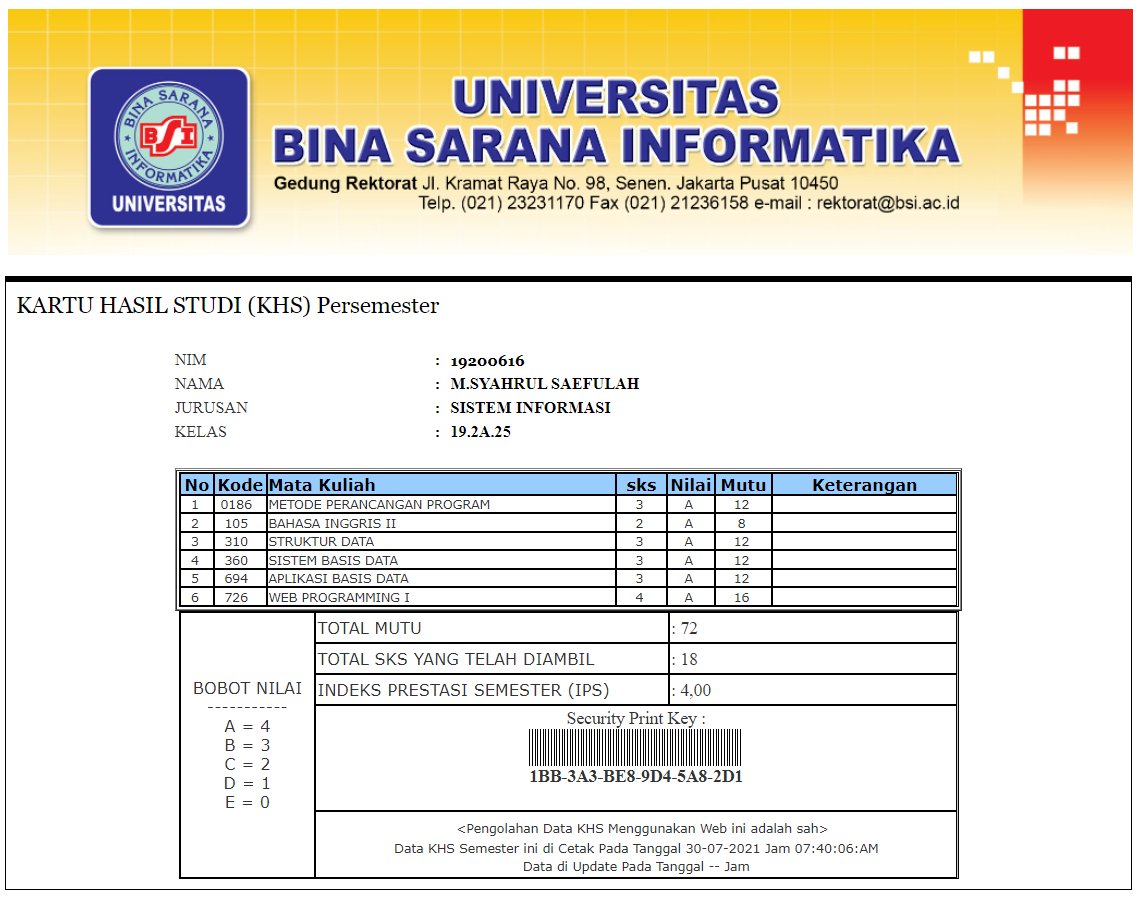 BINA SARANA
BSI
INFORMATIKA
UNIVERSITAS
UNIVERSITAS
BINA SARANA INFORMATIKA
Gedung Rektorat Jl. Kramat Raya No. 98, Senen. Jakarta Pusat 10450
Telp. (021) 23231170 Fax (021) 21236158 e-mail : rektorat@bsi.ac.id
KARTU HASIL STUDI (KHS) Persemester
NIM : 19200616
NAMA : M.SYAHRUL SAEFULAH
JURUSAN : SISTEM INFORMASI
KELAS : 19.2A.25
No Kode Mata Kuliah sks Nilai Mutu Keterangan
1 0186 METODE PERANCANGAN PROGRAM 3 A 12
2 105 BAHASA INGGRIS II 2 A 8
3 310 STRUKTUR DATA 3 A 12
4 360 SISTEM BASIS DATA 3 A 12
5 694 APLIKASI BASIS DATA 3 A 12
6 726 WEB PROGRAMMING I 4 A 16
BOBOT NILAI
-----------
A = 4
B = 3
C = 2
D = 1
E = 0
TOTAL MUTU : 72
TOTAL SKS YANG TELAH DIAMBIL : 18
INDEKS PRESTASI SEMESTER (IPS) : 4,00
Security Print Key :
1BB-3A3-BE8-9D4-5A8-2D1
<Pengolahan Data KHS Menggunakan Web ini adalah sah>
Data KHS Semester ini di Cetak Pada Tanggal 30-07-2021 Jam 07:40:06:AM
Data di Update Pada Tanggal -- Jam